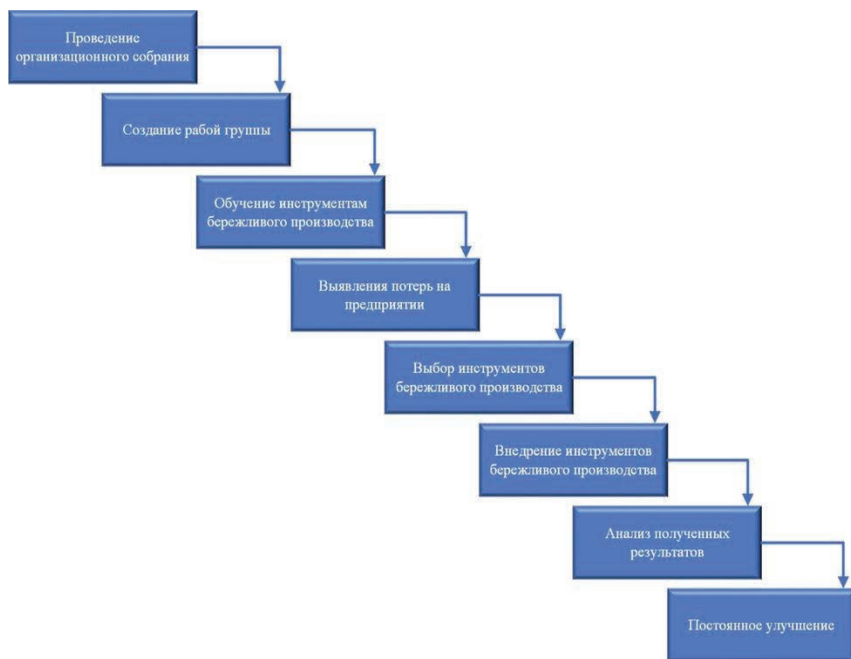 Проведение
организационного собрания
Создание рабой группы
Обучение инструментам
бережливого производства
Выявления потерь на
предприятии
Выбор инструментов
бережливого производства
Внедрение инструментов
бережливого производства
Анализ полученных
результатов
Постоянное улучшение